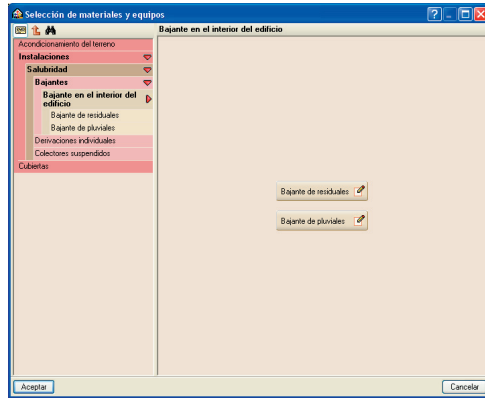 Selección de materiales y equipos
Bajante en el interior del edificio
Acondicionamiento del terreno
Instalaciones
Salubridad
Bajantes
Bajante en el interior del
edificio
Bajante de residuales
Bajante de pluviales
Derivaciones individuales
Colectores suspendidos
Cubiertas
Bajante de residuales
Bajante de pluviales
Aceptar
Cancelar